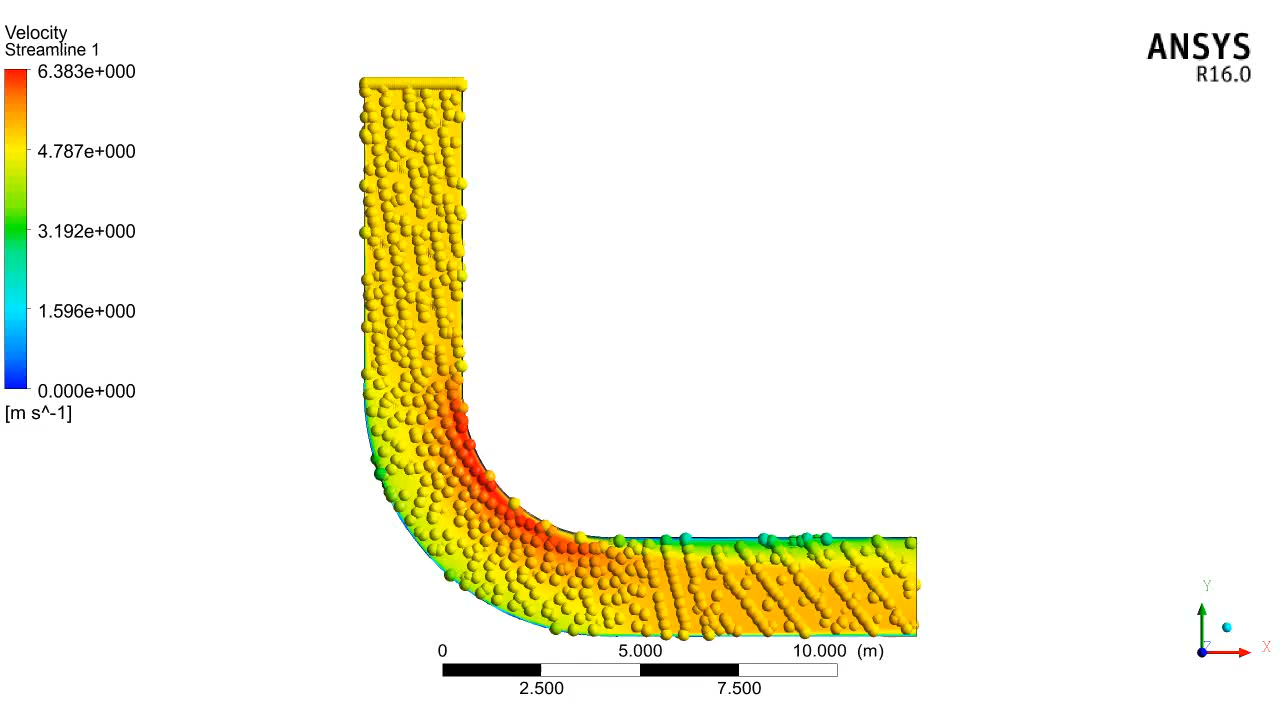 Velocity
Streamline 1
6.383e+000
4.787e+000
3.192e+000
1.596e+000
0.000e+000
[m s^-1]
ANSYS
R16.0
0 5.000 10.000 (m)
2.500 7.500
Y
Z X